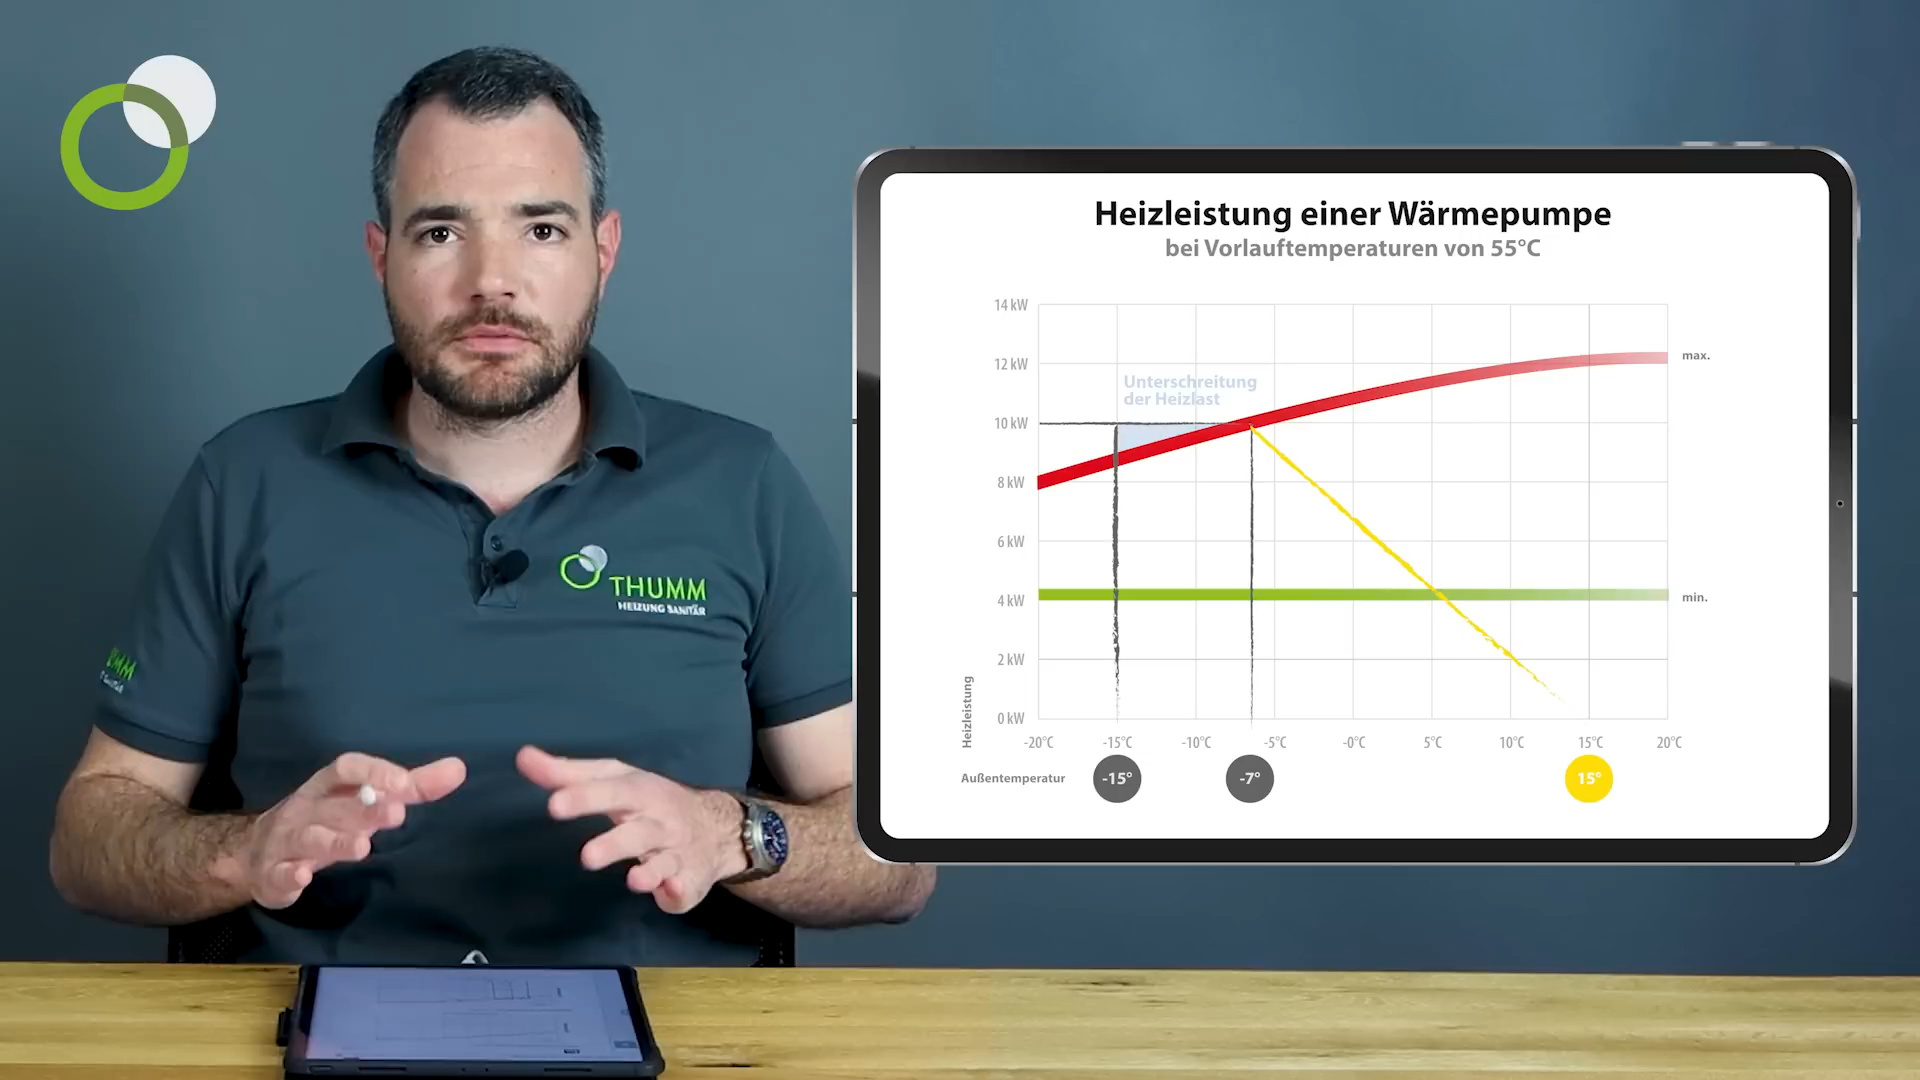 Heizleistung einer Wärmepumpe
bei Vorlauftemperaturen von 55°C
14 kW
12 kW
10 kW
8 kW
6 kW
4 kW
2 kW
0 kW
max.
min.
Unterschreitung
der Heizlast
Heizleistung
-20°C -15°C -10°C -5°C -0°C 5°C 10°C 15°C 20°C
Außentemperatur -15° -7° 15°
THUMM
HEIZUNG SANITÄR